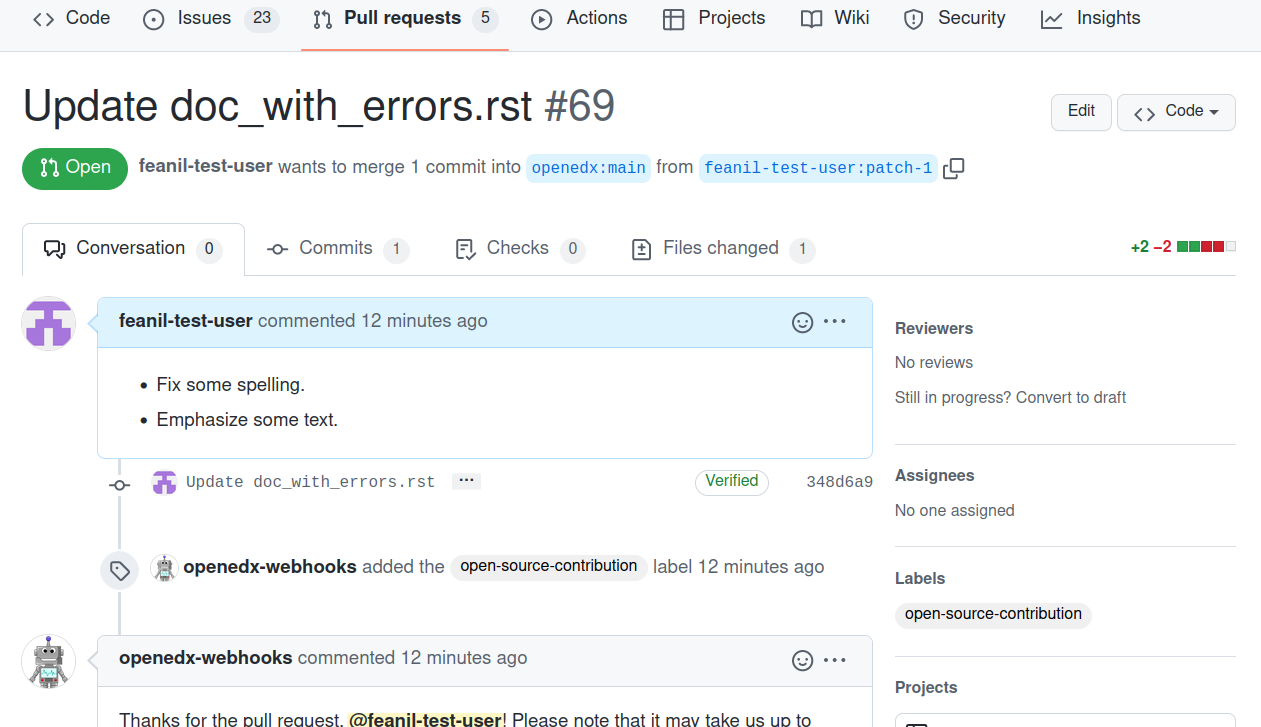 Code Issues 23 Pull requests 5 Actions Projects Wiki Security Insights
Update doc_with_errors.rst #69
Edit Code
Open feanil-test-user wants to merge 1 commit into openedx:main from feanil-test-user:patch-1
Conversation 0 Commits 1 Checks 0 Files changed 1 +2 −2
feanil-test-user commented 12 minutes ago
• Fix some spelling.
• Emphasize some text.
Update doc_with_errors.rst ... Verified 348d6a9
openedx-webhooks added the open-source-contribution label 12 minutes ago
openedx-webhooks commented 12 minutes ago
Thanks for the pull request, @feanil-test-user! Please note that it may take us up to
Reviewers
No reviews
Still in progress? Convert to draft
Assignees
No one assigned
Labels
open-source-contribution
Projects